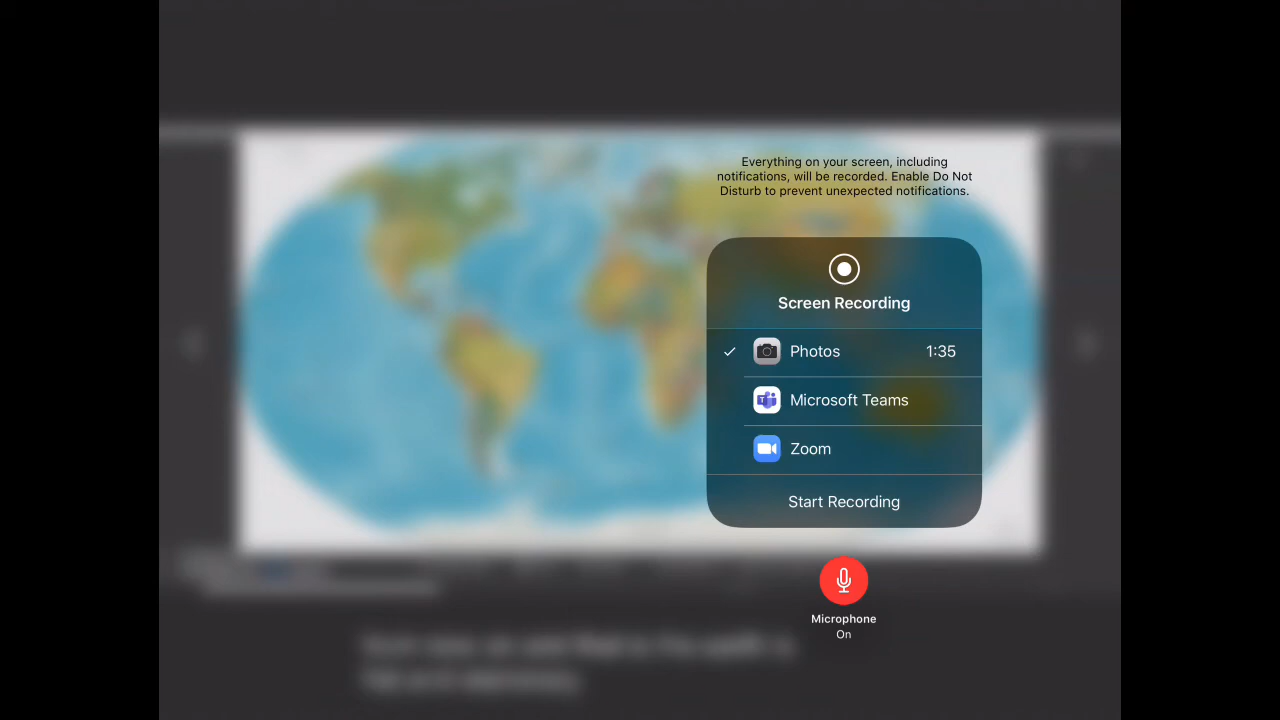 Everything on your screen, including
notifications, will be recorded. Enable Do Not
Disturb to prevent unexpected notifications.
Screen Recording
Photos 1:35
Microsoft Teams
Zoom
Start Recording
Microphone
On